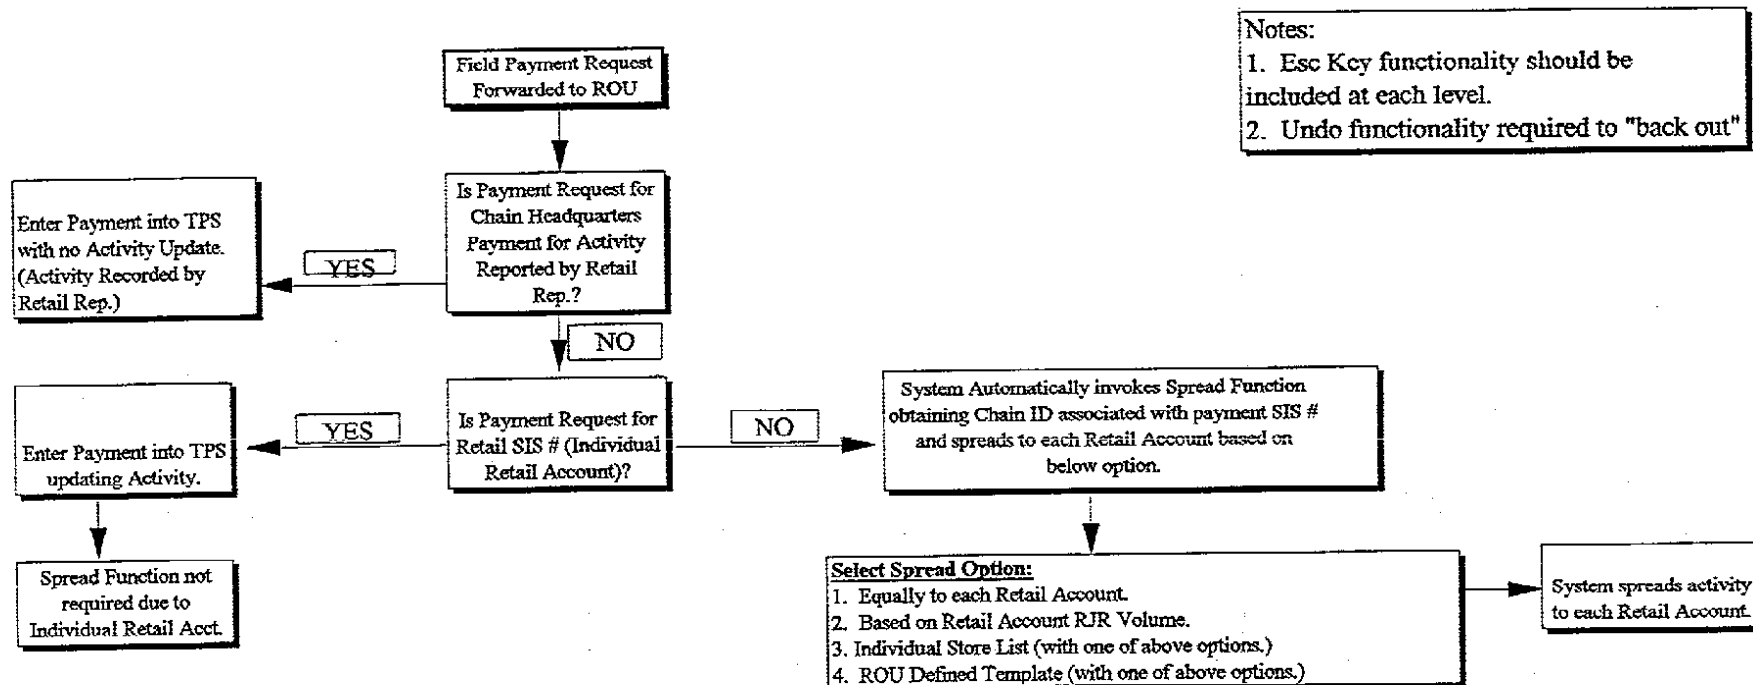 Field Payment Request
Forwarded to ROU
Notes:
1. Esc Key functionality should be
included at each level.
2. Undo functionality required to "back out"
Is Payment Request for
Chain Headquarters
Payment for Activity
Reported by Retail
Rep.?
YES
Enter Payment into TPS
with no Activity Update.
(Activity Recorded by
Retail Rep.)
NO
Is Payment Request for
Retail SIS # (Individual
Retail Account)?
YES
Enter Payment into TPS
updating Activity.
Spread Function not
required due to
Individual Retail Acct.
NO
System Automatically invokes Spread Function
obtaining Chain ID associated with payment SIS #
and spreads to each Retail Account based on
below option.
Select Spread Option:
1. Equally to each Retail Account.
2. Based on Retail Account RJR Volume.
3. Individual Store List (with one of above options.)
4. ROU Defined Template (with one of above options.)
System spreads activity
to each Retail Account.